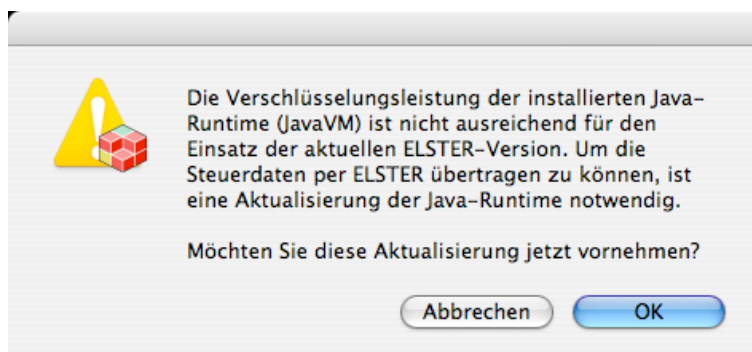 Die Verschlüsselungsleistung der installierten Java-
Runtime (JavaVM) ist nicht ausreichend für den
Einsatz der aktuellen ELSTER-Version. Um die
Steuerdaten per ELSTER übertragen zu können, ist
eine Aktualisierung der Java-Runtime notwendig.
Möchten Sie diese Aktualisierung jetzt vornehmen?
Abbrechen OK